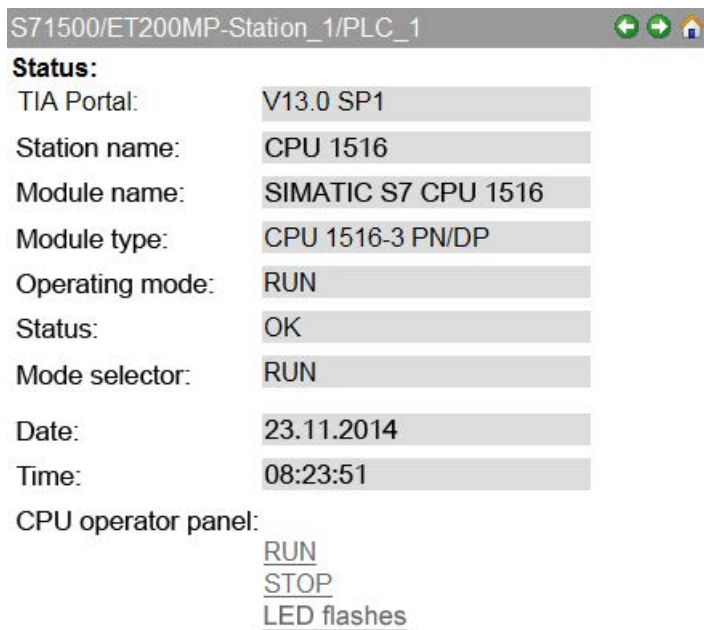 S71500/ET200MP-Station_1/PLC_1
Status:
TIA Portal: V13.0 SP1
Station name: CPU 1516
Module name: SIMATIC S7 CPU 1516
Module type: CPU 1516-3 PN/DP
Operating mode: RUN
Status: OK
Mode selector: RUN
Date: 23.11.2014
Time: 08:23:51
CPU operator panel:
RUN
STOP
LED flashes